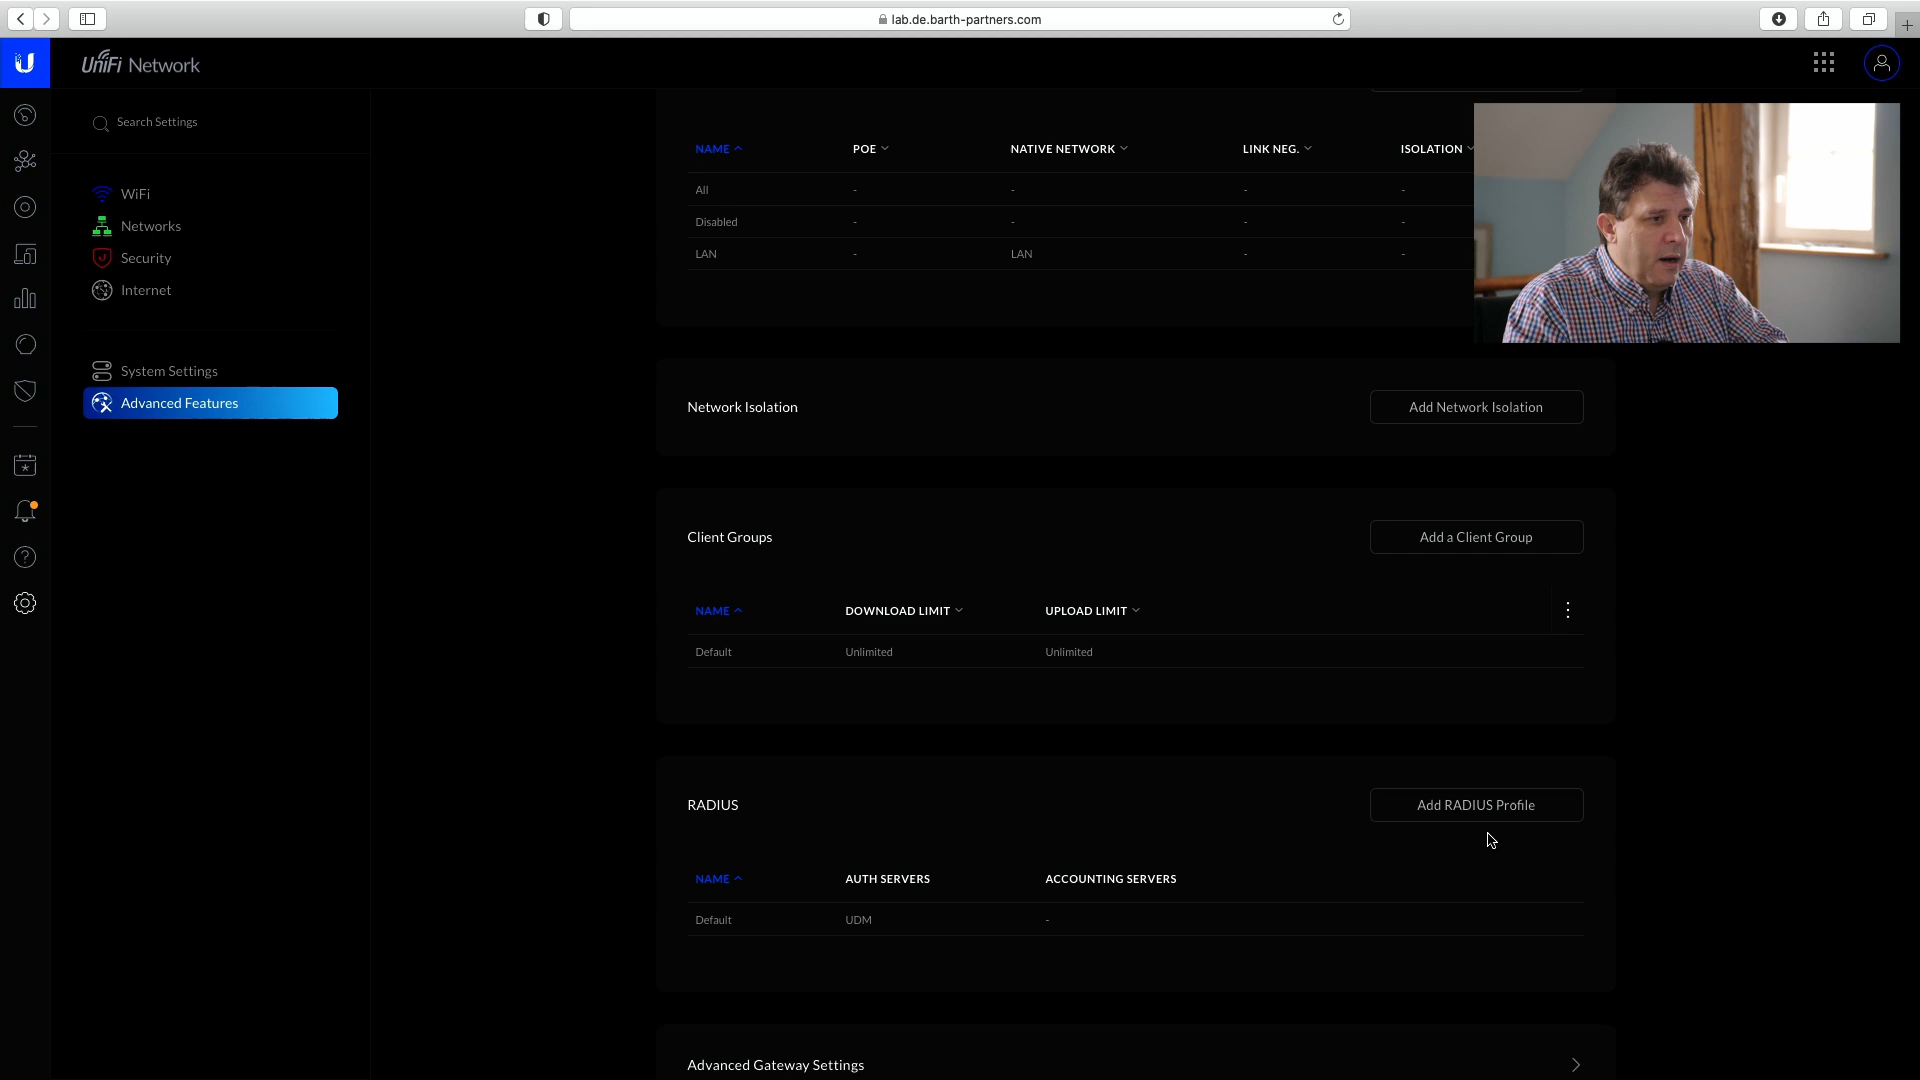 lab.de.barth-partners.com
UniFi Network
Search Settings
WiFi
Networks
Security
Internet
System Settings
Advanced Features
NAME POE NATIVE NETWORK LINK NEG. ISOLATION
All - - - -
Disabled - - - -
LAN - LAN - -
Network Isolation Add Network Isolation
Client Groups Add a Client Group
NAME DOWNLOAD LIMIT UPLOAD LIMIT
Default Unlimited Unlimited
RADIUS Add RADIUS Profile
NAME AUTH SERVERS ACCOUNTING SERVERS
Default UDM -
Advanced Gateway Settings